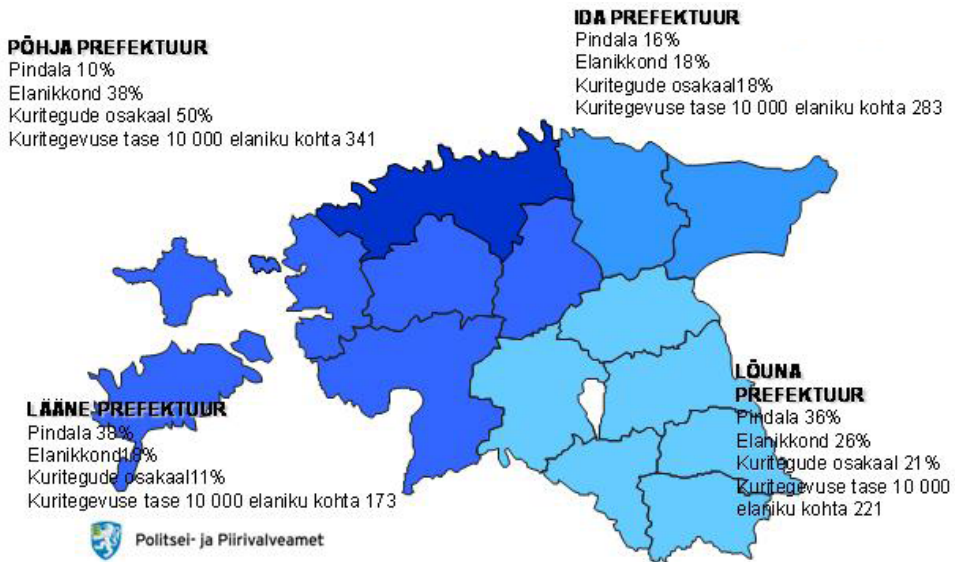 PÕHJA PREFEKTUUR
Pindala 10%
Elanikkond 38%
Kuritegude osakaal 50%
Kuritegevuse tase 10 000 elaniku kohta 341
IDA PREFEKTUUR
Pindala 16%
Elanikkond 18%
Kuritegude osakaal18%
Kuritegevuse tase 10 000 elaniku kohta 283
LÄÄNE PREFEKTUUR
Pindala 38%
Elanikkond18%
Kuritegude osakaal11%
Kuritegevuse tase 10 000 elaniku kohta 173
LÕUNA
PREFEKTUUR
Pindala 36%
Elanikkond 26%
Kuritegude osakaal 21%
Kuritegevuse tase 10 000
elaniku kohta 221
Politsei- ja Piirivalveamet